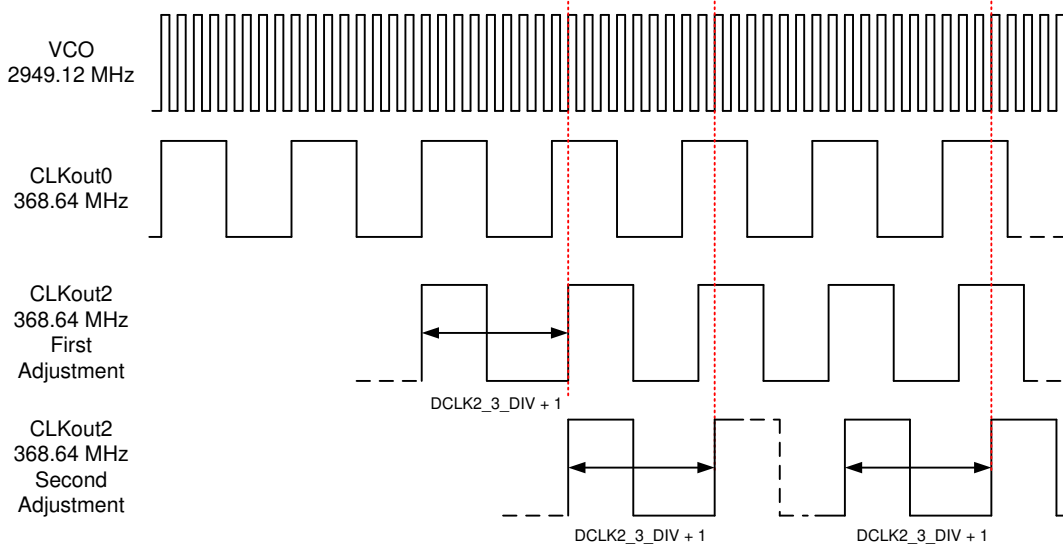 VCO
2949.12 MHz
CLKout0
368.64 MHz
CLKout2
368.64 MHz
First
Adjustment
DCLK2_3_DIV + 1
CLKout2
368.64 MHz
Second
Adjustment
DCLK2_3_DIV + 1
DCLK2_3_DIV + 1